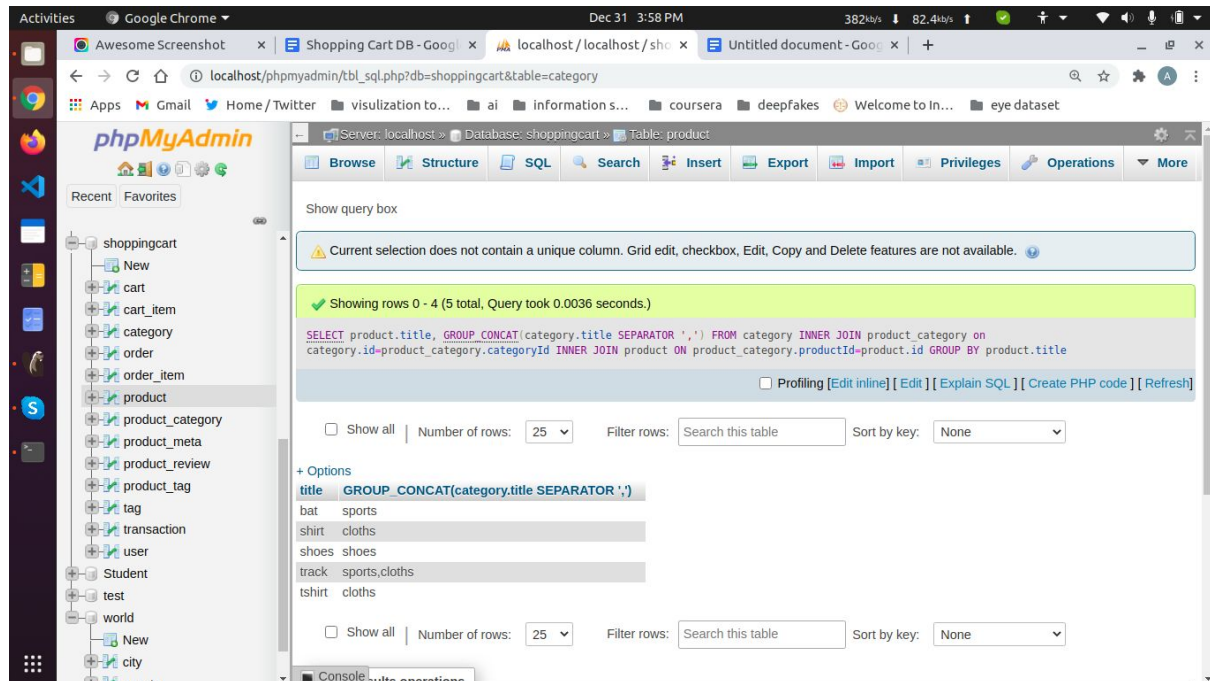 Activities Google Chrome Dec 31 3:58 PM 382kb/s 82.4kb/s
Awesome Screenshot Shopping Cart DB - Googl localhost / localhost / sho Untitled document - Goog
localhost/phpmyadmin/tbl_sql.php?db=shoppingcart&table=category A
Apps Gmail Home / Twitter visulization to... ai information s... coursera deepfakes Welcome to In... eye dataset
phpMyAdmin
Recent Favorites
shoppingcart
New
cart
cart_item
category
order
order_item
product
product_category
product_meta
product_review
product_tag
tag
transaction
user
Student
test
world
New
city
Server: localhost » Database: shoppingcart » Table: product
Browse Structure SQL Search Insert Export Import Privileges Operations More
Show query box
Current selection does not contain a unique column. Grid edit, checkbox, Edit, Copy and Delete features are not available.
Showing rows 0 - 4 (5 total, Query took 0.0036 seconds.)
SELECT product.title, GROUP_CONCAT(category.title SEPARATOR ',') FROM category INNER JOIN product_category on
category.id=product_category.categoryId INNER JOIN product ON product_category.productId=product.id GROUP BY product.title
Profiling [Edit inline] [ Edit ] [ Explain SQL ] [ Create PHP code ] [ Refresh]
Show all | Number of rows: 25 Filter rows: Search this table Sort by key: None
+ Options
title GROUP_CONCAT(category.title SEPARATOR ',')
bat sports
shirt cloths
shoes shoes
track sports,cloths
tshirt cloths
Show all | Number of rows: 25 Filter rows: Search this table Sort by key: None
Console operations